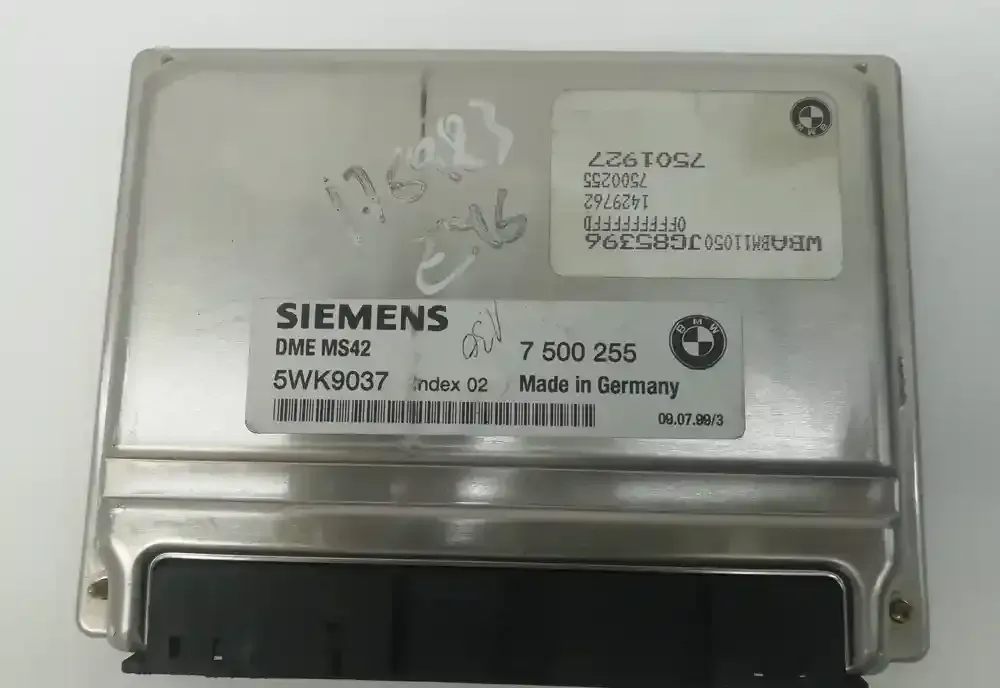 BMW
WBABM11050JG85396
1429762
7500255
7501927
SIEMENS
DME MS42
7 500 255
BMW
5WK9037 Index 02 Made in Germany
09.07.99/3